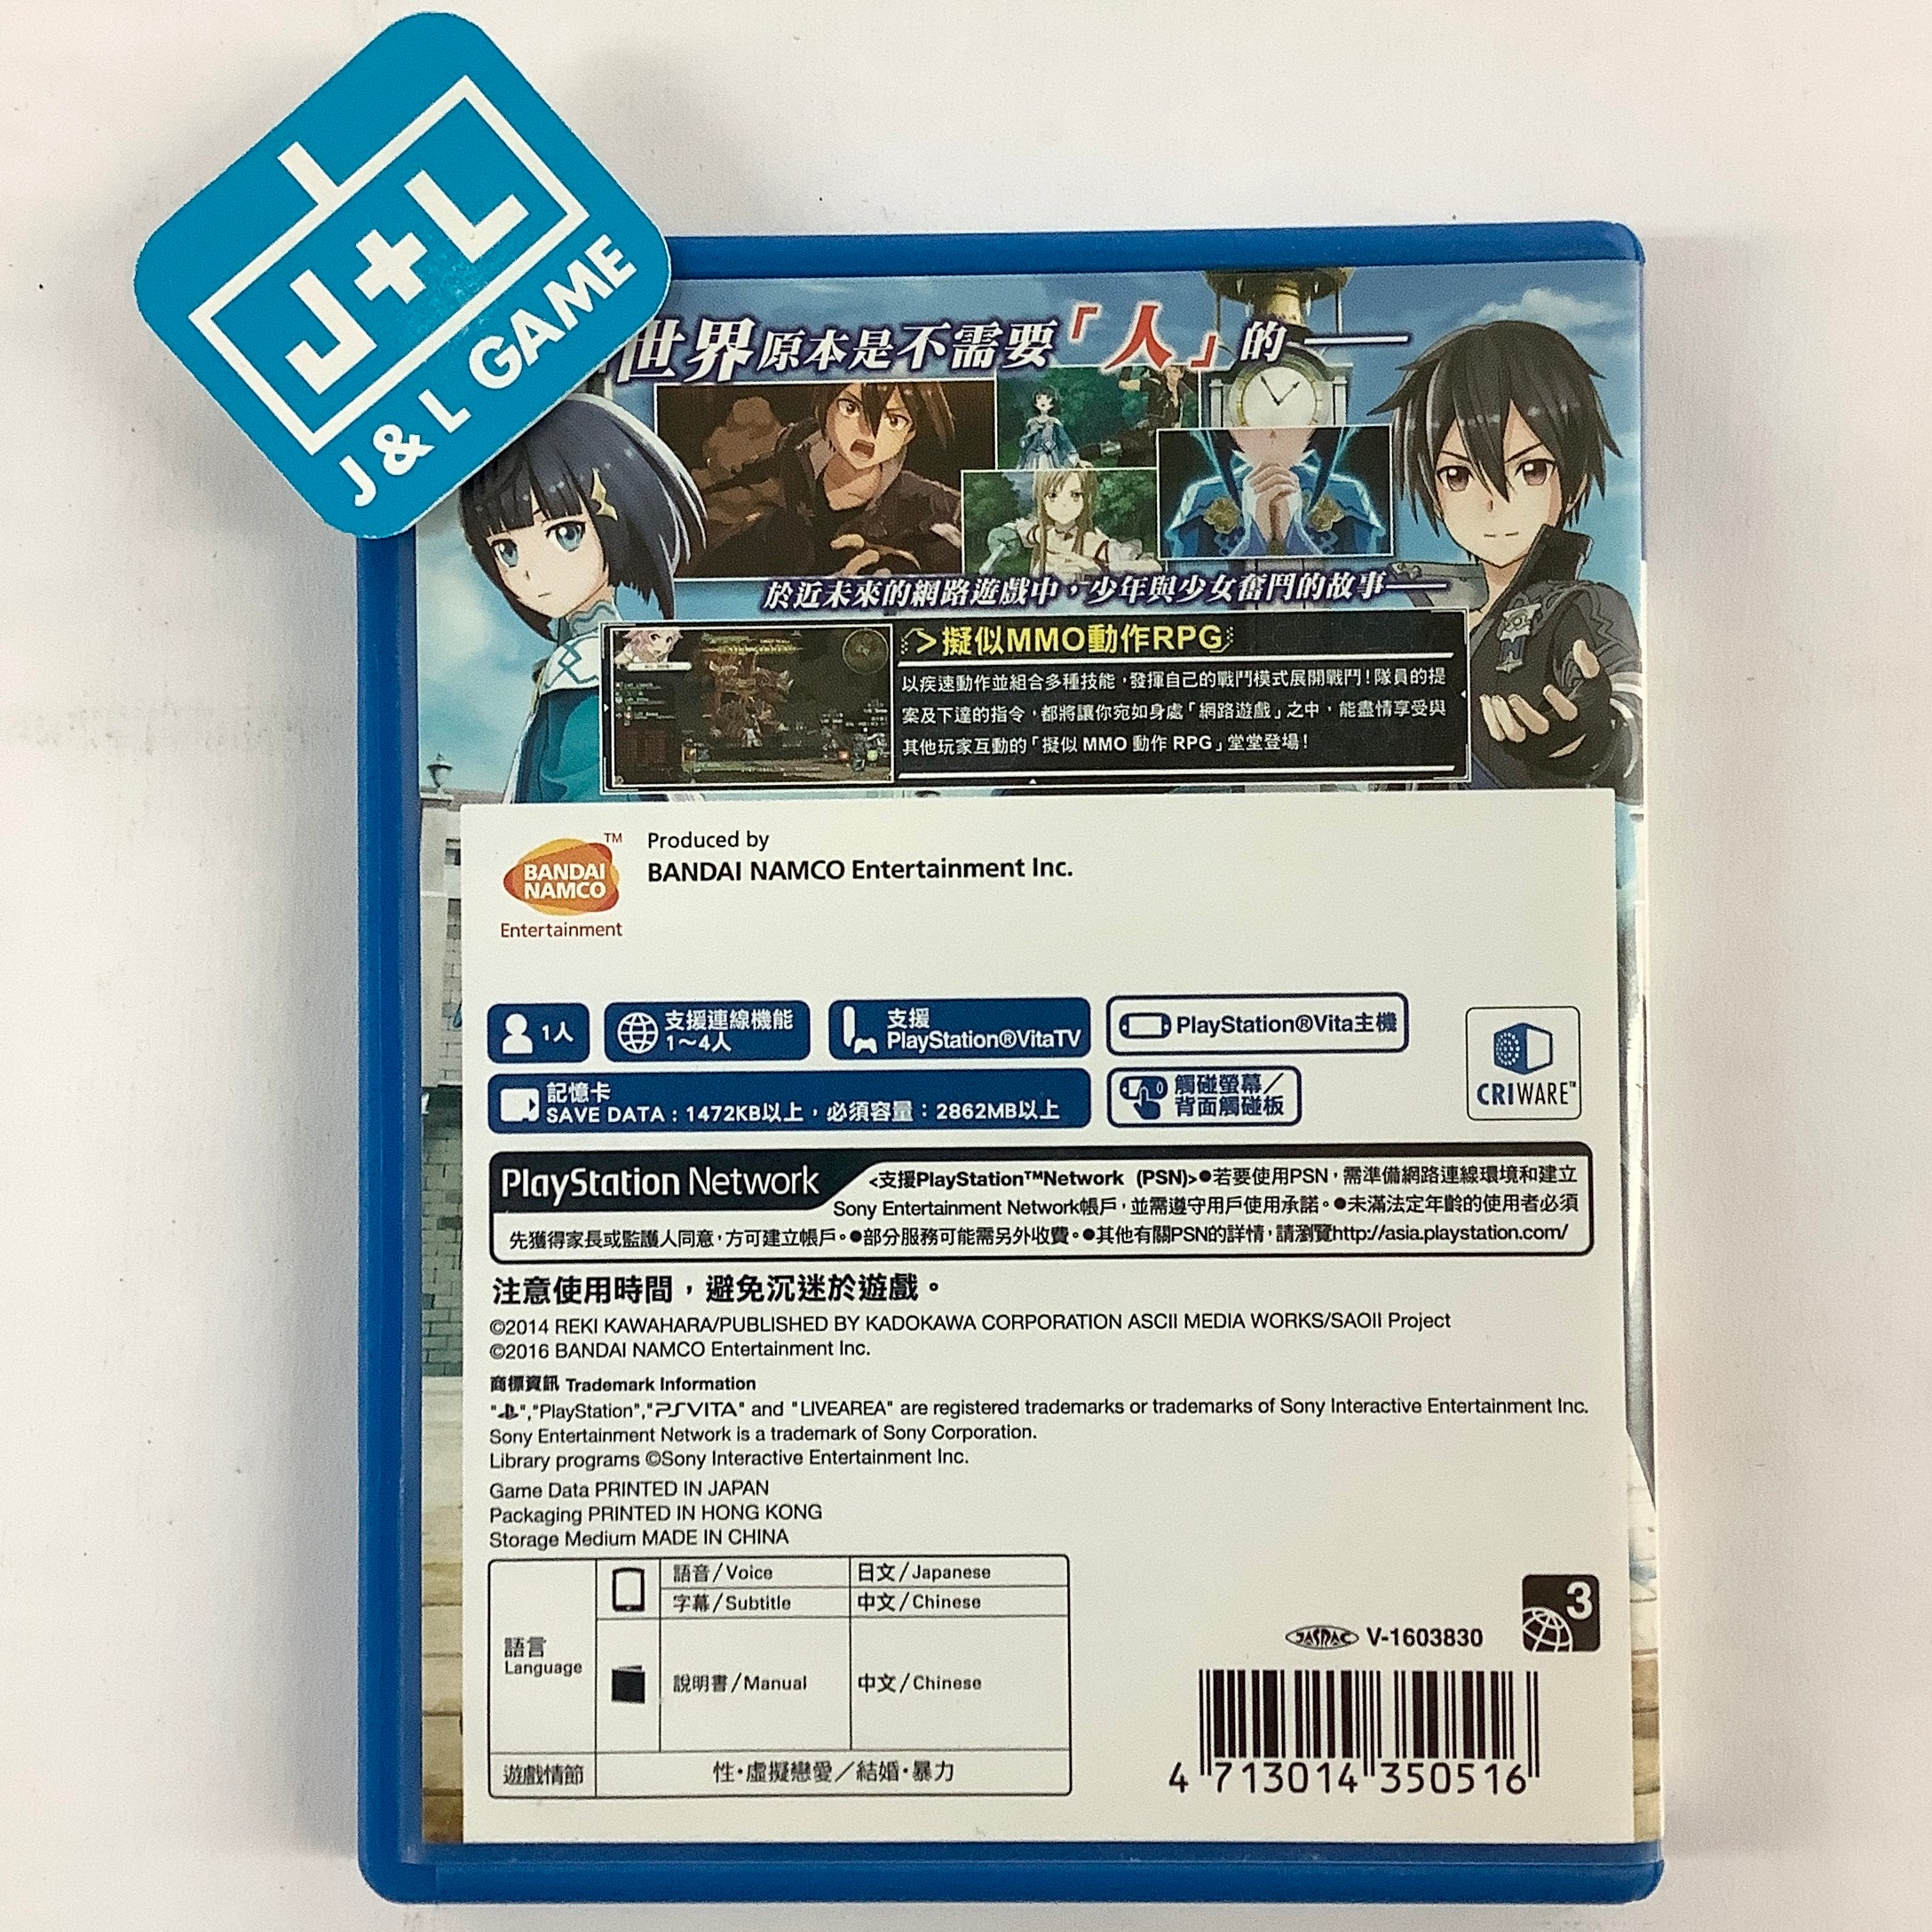 J+L
J & L GAME
世界原本是不需要「人」的——
於近未來的網路遊戲中，少年與少女奮鬥的故事——
>擬似MMO動作RPG
以疾速動作並組合多種技能，發揮自己的戰鬥模式展開戰鬥！隊員的提
案及下達的指令，都將讓你宛如身處「網路遊戲」之中，能盡情享受與
其他玩家互動的「擬似 MMO 動作 RPG」堂堂登場！
BANDAI
NAMCO
TM
Entertainment
Produced by
BANDAI NAMCO Entertainment Inc.
1人
支援連線機能
1～4人
支援
PlayStation®VitaTV
PlayStation®Vita主機
記憶卡
SAVE DATA：1472KB以上，必須容量：2862MB以上
觸碰螢幕／
背面觸碰板
CRIWARE™
PlayStation Network
<支援PlayStation™Network (PSN)>●若要使用PSN，需準備網路連線環境和建立
Sony Entertainment Network帳戶，並需遵守用戶使用承諾。●未滿法定年齡的使用者必須
先獲得家長或監護人同意，方可建立帳戶。●部分服務可能需另外收費。●其他有關PSN的詳情，請瀏覽http://asia.playstation.com/
注意使用時間，避免沉迷於遊戲。
©2014 REKI KAWAHARA/PUBLISHED BY KADOKAWA CORPORATION ASCII MEDIA WORKS/SAOII Project
©2016 BANDAI NAMCO Entertainment Inc.
商標資訊 Trademark Information
"","PlayStation","PSVITA" and "LIVEAREA" are registered trademarks or trademarks of Sony Interactive Entertainment Inc.
Sony Entertainment Network is a trademark of Sony Corporation.
Library programs ©Sony Interactive Entertainment Inc.
Game Data PRINTED IN JAPAN
Packaging PRINTED IN HONG KONG
Storage Medium MADE IN CHINA
語言
Language
語音/Voice
日文/Japanese
字幕/Subtitle
中文/Chinese
說明書/Manual
中文/Chinese
遊戲情節
性·虛擬戀愛／結婚·暴力
JASPAC V-1603830
3
4 713014 350516